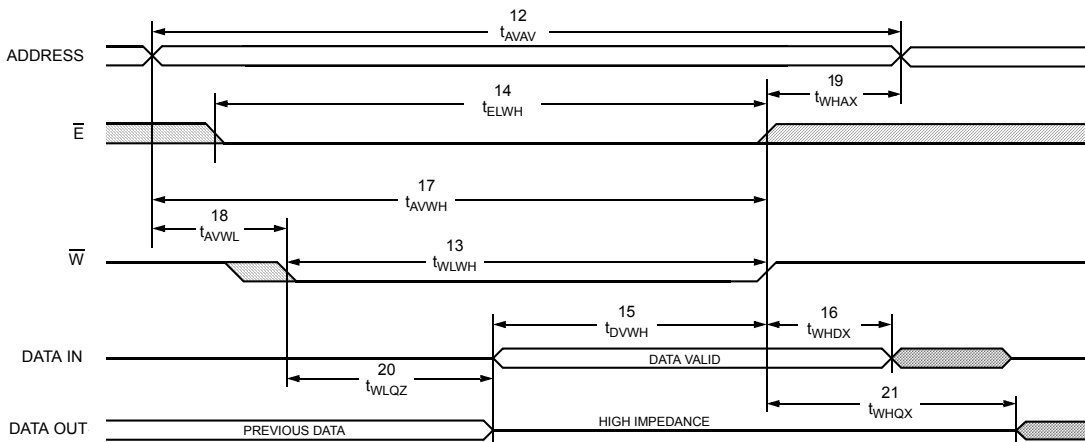 12
tAVAV
ADDRESS
19
tWHAX
14
tELWH
E̅
17
tAVWH
18
tAVWL
W̅
13
tWLWH
15
tDVWH
16
tWHDX
DATA IN
DATA VALID
20
tWLQZ
21
tWHQX
DATA OUT
PREVIOUS DATA
HIGH IMPEDANCE